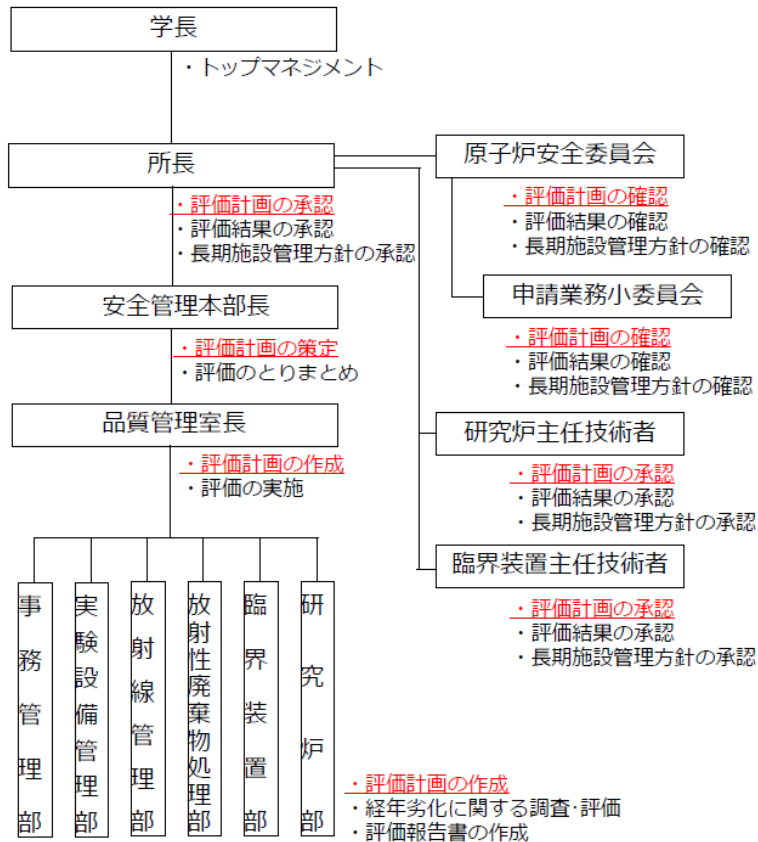 学長
・トップマネジメント
所長
・評価計画の承認
・評価結果の承認
・長期施設管理方針の承認
原子炉安全委員会
・評価計画の確認
・評価結果の確認
・長期施設管理方針の確認
申請業務小委員会
・評価計画の確認
・評価結果の確認
・長期施設管理方針の確認
安全管理本部長
・評価計画の策定
・評価のとりまとめ
品質管理室長
・評価計画の作成
・評価の実施
研究炉主任技術者
・評価計画の承認
・評価結果の承認
・長期施設管理方針の承認
臨界装置主任技術者
・評価計画の承認
・評価結果の承認
・長期施設管理方針の承認
事務管理部
実験設備管理部
放射線管理部
放射性廃棄物処理部
臨界装置部
研究炉部
・評価計画の作成
・経年劣化に関する調査・評価
・評価報告書の作成